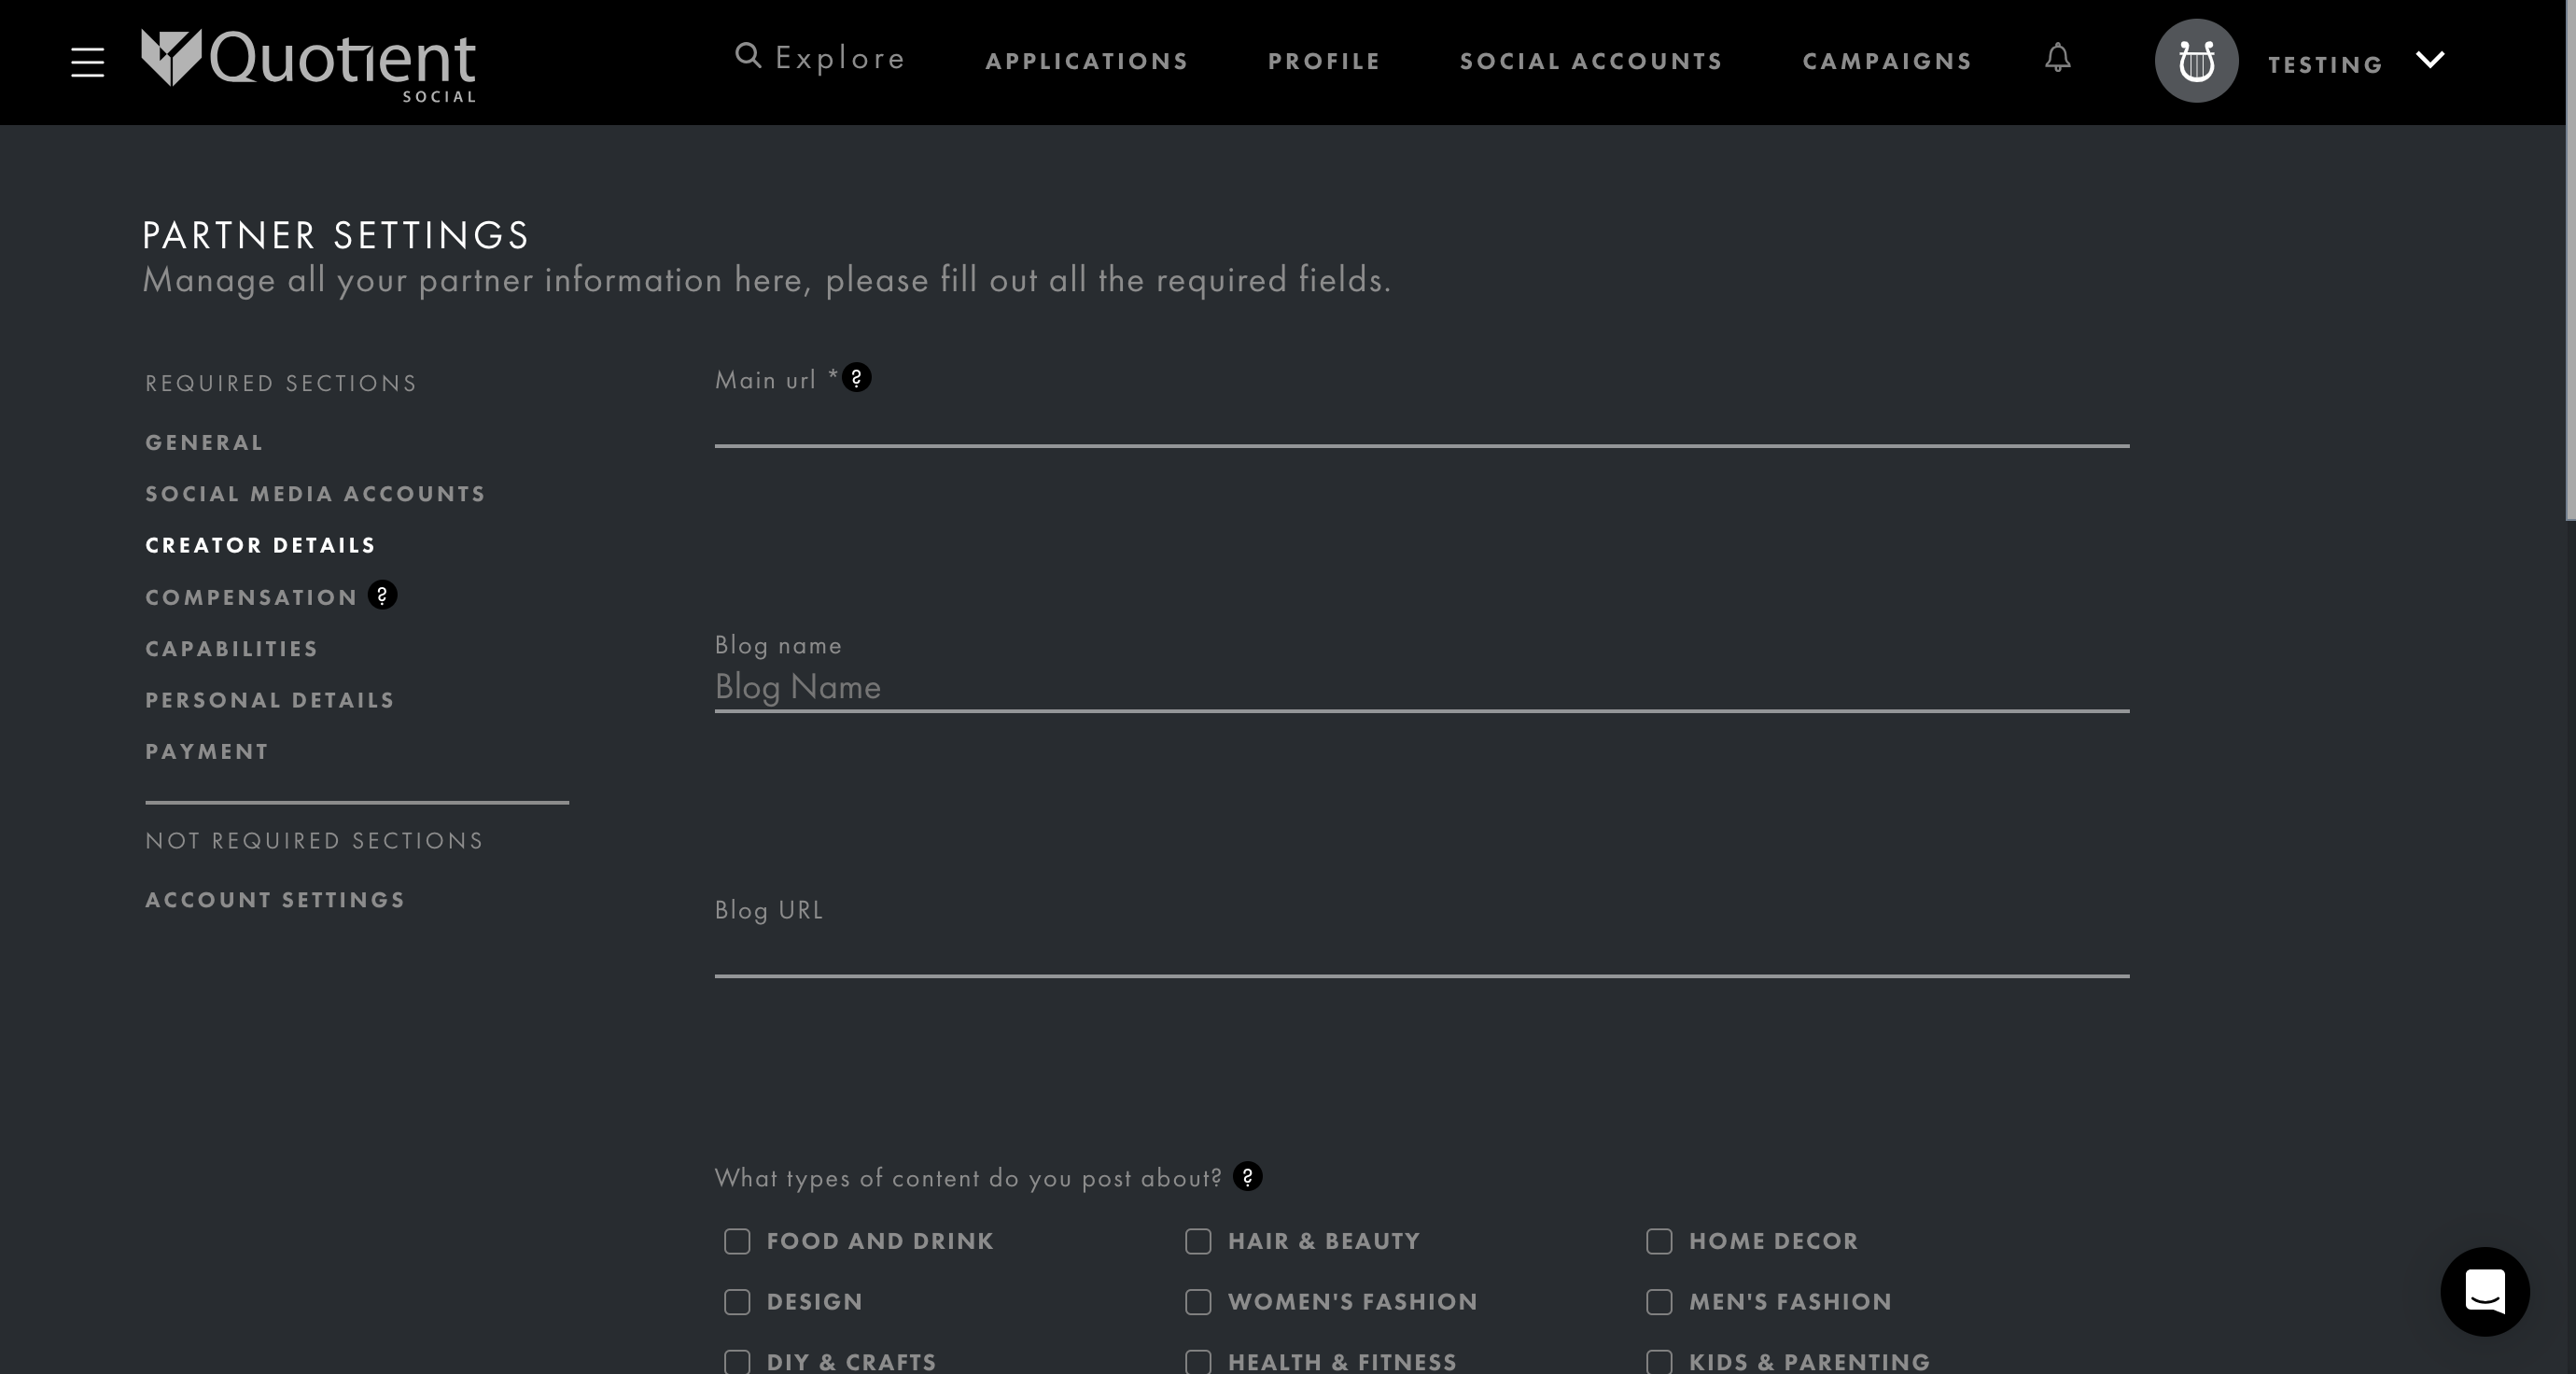 Quotient
SOCIAL
Explore
APPLICATIONS
PROFILE
SOCIAL ACCOUNTS
CAMPAIGNS
TESTING
PARTNER SETTINGS
Manage all your partner information here, please fill out all the required fields.
REQUIRED SECTIONS
GENERAL
SOCIAL MEDIA ACCOUNTS
CREATOR DETAILS
COMPENSATION ?
CAPABILITIES
PERSONAL DETAILS
PAYMENT
NOT REQUIRED SECTIONS
ACCOUNT SETTINGS
Main url * ?
Blog name
Blog Name
Blog URL
What types of content do you post about? ?
FOOD AND DRINK
HAIR & BEAUTY
HOME DECOR
DESIGN
WOMEN'S FASHION
MEN'S FASHION
DIY & CRAFTS
HEALTH & FITNESS
KIDS & PARENTING